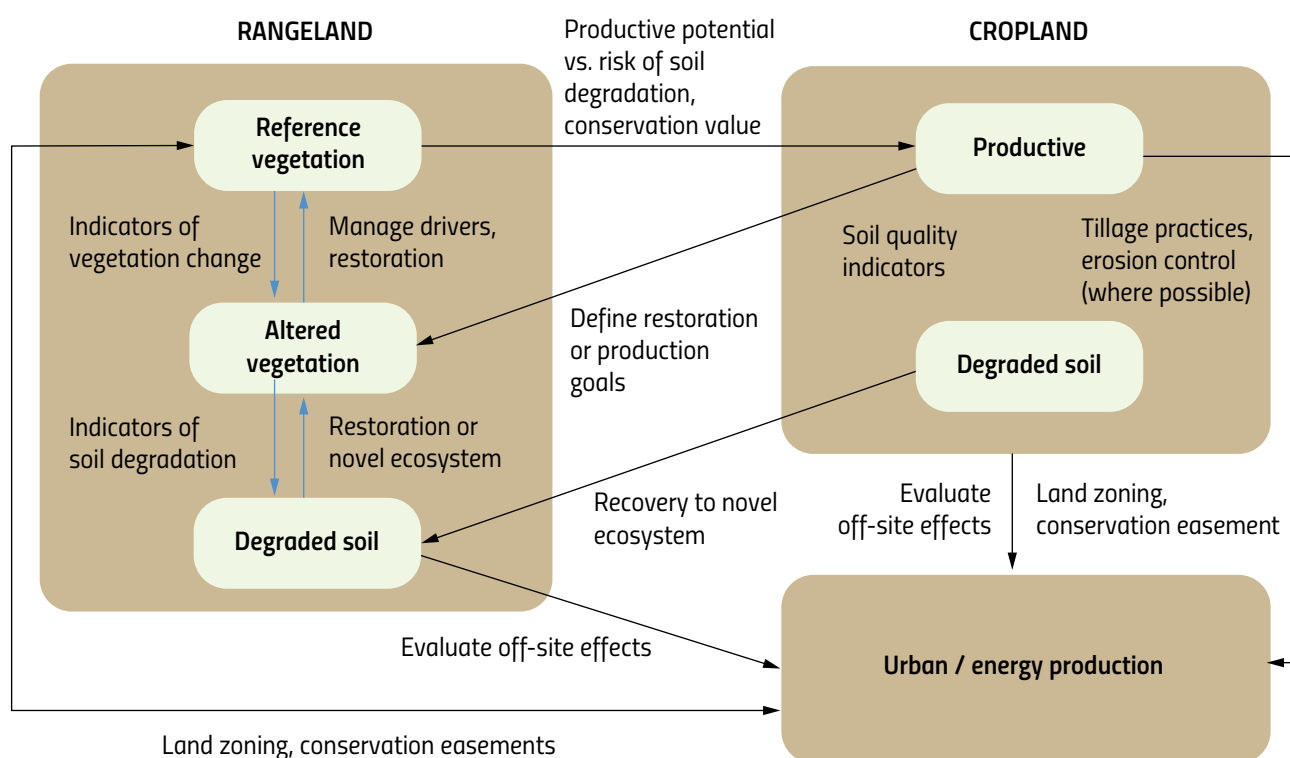 RANGELAND
Productive potential
vs. risk of soil
degradation,
conservation value
CROPLAND
Reference
vegetation
Productive
Indicators of
vegetation change
Manage drivers,
restoration
Soil quality
indicators
Tillage practices,
erosion control
(where possible)
Altered
vegetation
Define restoration
or production
goals
Degraded soil
Indicators of
soil degradation
Restoration or
novel ecosystem
Recovery to novel
ecosystem
Evaluate
off-site effects
Land zoning,
conservation easement
Degraded soil
Evaluate off-site effects
Urban / energy production
Land zoning, conservation easements